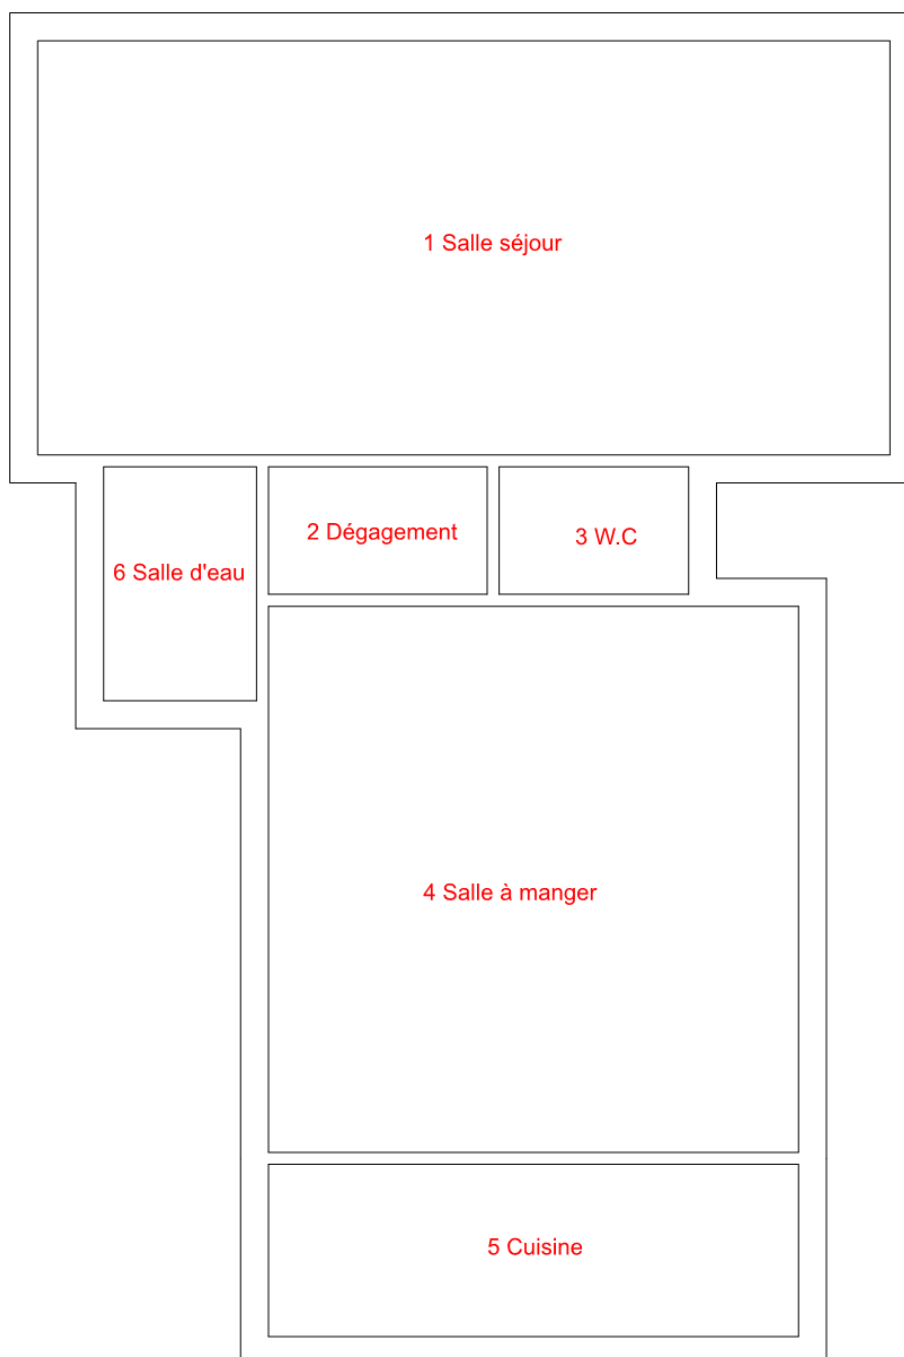 1 Salle séjour
2 Dégagement
3 W.C
6 Salle d'eau
4 Salle à manger
5 Cuisine